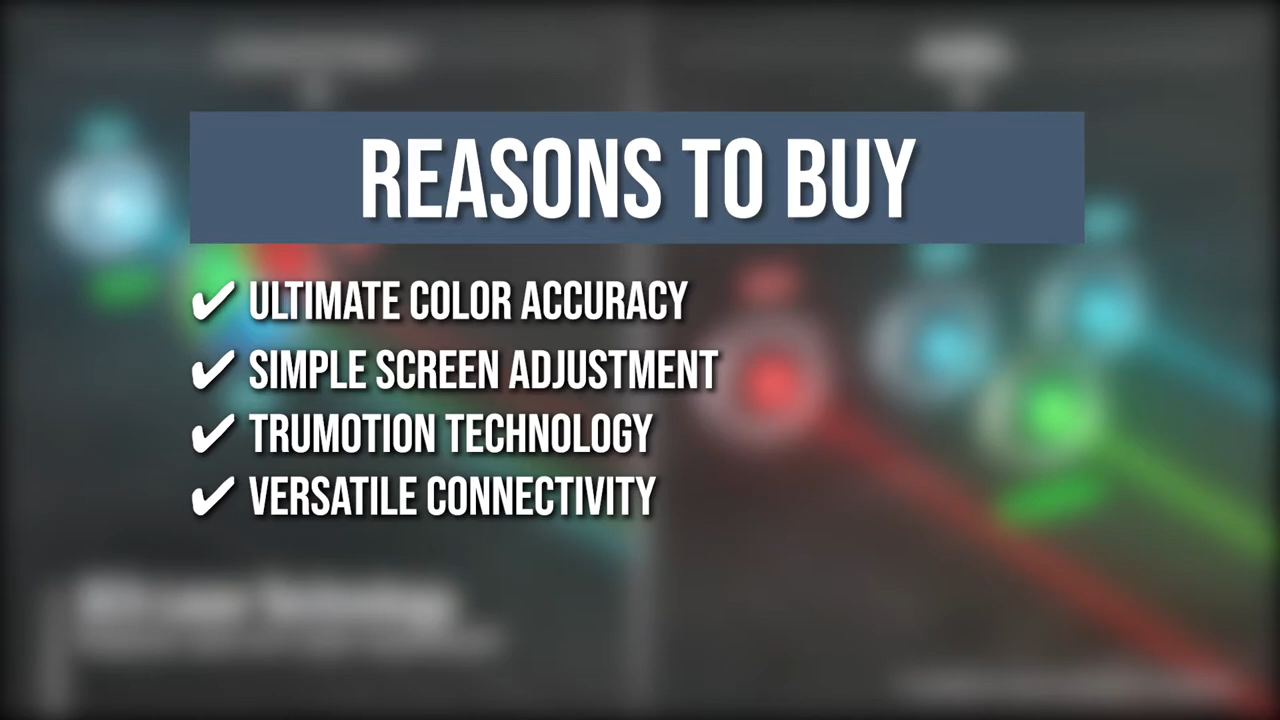 REASONS TO BUY
✔ ULTIMATE COLOR ACCURACY
✔ SIMPLE SCREEN ADJUSTMENT
✔ TRUMOTION TECHNOLOGY
✔ VERSATILE CONNECTIVITY